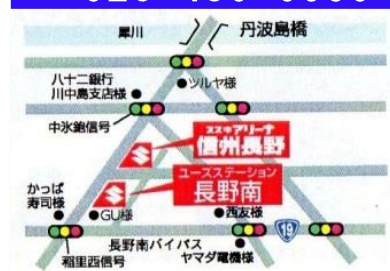 犀川
丹波島橋
八十二銀行
川中島支店様
ツルヤ様
中氷鉋信号
スズキアリーナ
信州長野
ユーズステーション
長野南
かっぱ
寿司様
GU様
西友様
19
長野南バイパス
ヤマダ電機様
稲里西信号